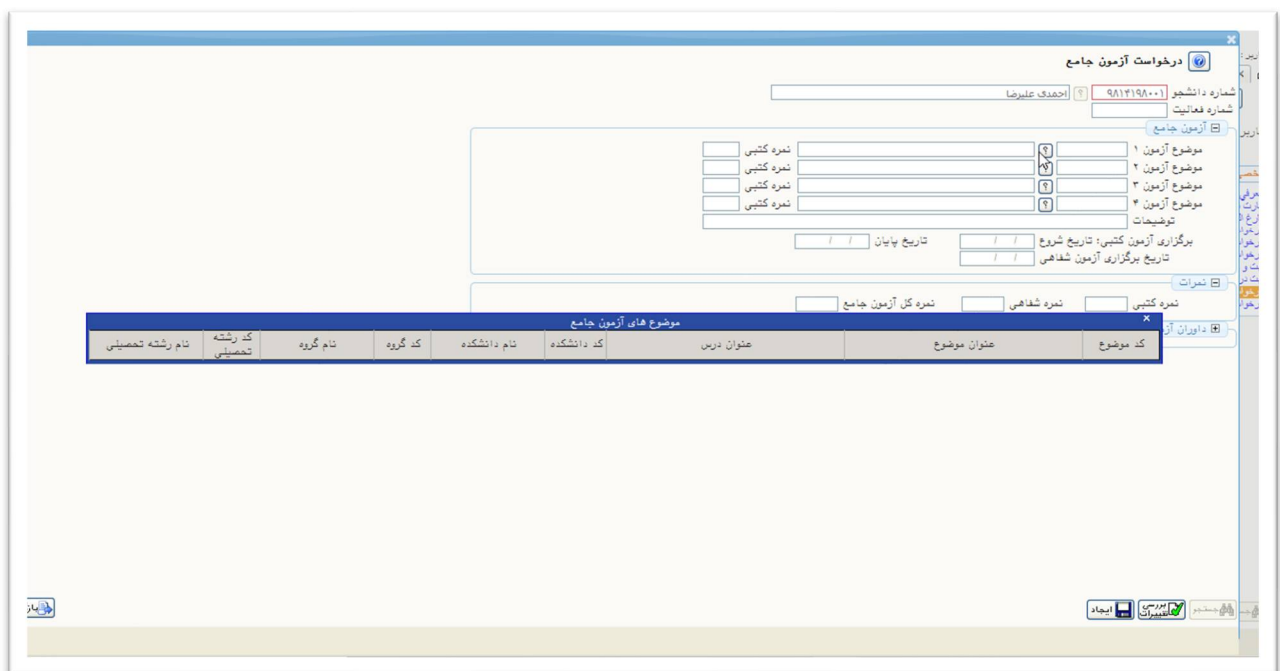 درخواست آزمون جامع
شماره دانشجو ۹۸۱۴۱۹۸۰۰۱ ؟ احمدی علیرضا
شماره فعالیت
آزمون جامع
موضوع آزمون ۱ ؟ نمره کتبی
موضوع آزمون ۲ ؟ نمره کتبی
موضوع آزمون ۳ ؟ نمره کتبی
موضوع آزمون ۴ ؟ نمره کتبی
توضیحات
برگزاری آزمون کتبی: تاریخ شروع / / تاریخ پایان / /
تاریخ برگزاری آزمون شفاهی / /
نمرات
نمره کتبی نمره شفاهی نمره کل آزمون جامع
داوران
موضوع های آزمون جامع
کد موضوع عنوان موضوع عنوان درس کد دانشکده نام دانشکده کد گروه نام گروه کد رشته تحصیلی نام رشته تحصیلی
جستجو بررسی تغییرات ایجاد